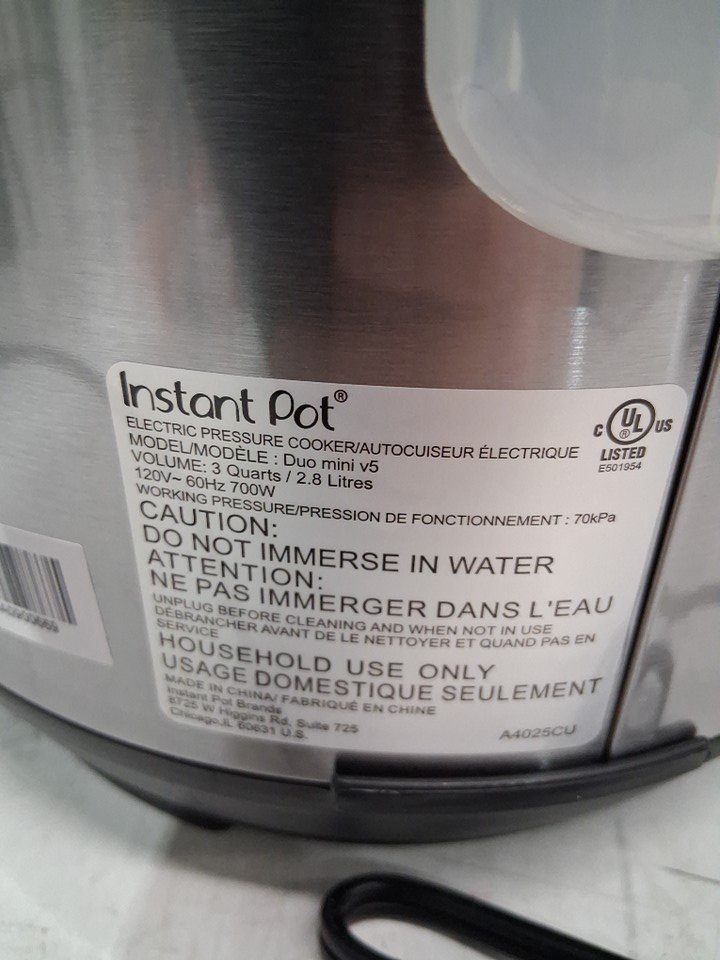 Instant Pot®
ELECTRIC PRESSURE COOKER/AUTOCUISEUR ÉLECTRIQUE
MODEL/MODÈLE : Duo mini v5
VOLUME: 3 Quarts / 2.8 Litres
120V~ 60Hz 700W
WORKING PRESSURE/PRESSION DE FONCTIONNEMENT : 70kPa
C UL ® US
LISTED
E501954
CAUTION:
DO NOT IMMERSE IN WATER
ATTENTION:
NE PAS IMMERGER DANS L'EAU
UNPLUG BEFORE CLEANING AND WHEN NOT IN USE
DÉBRANCHER AVANT DE LE NETTOYER ET QUAND PAS EN
SERVICE
HOUSEHOLD USE ONLY
USAGE DOMESTIQUE SEULEMENT
MADE IN CHINA/ FABRIQUÉ EN CHINE
Instant Pot Brands
8725 W Higgins Rd, Suite 725
Chicago,IL 60631 U.S.
A4025CU